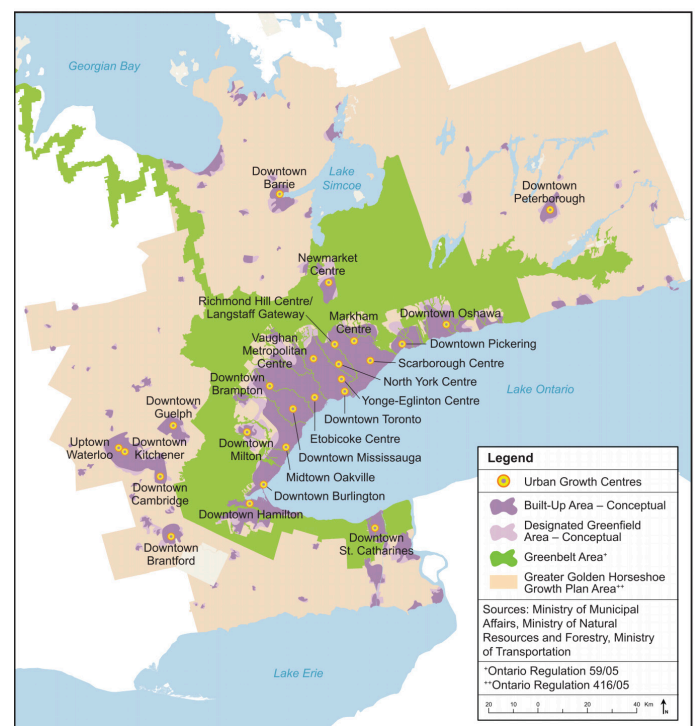 Georgian Bay
Downtown
Barrie
Lake
Simcoe
Downtown
Peterborough
Newmarket
Centre
Richmond Hill Centre/
Langstaff Gateway
Markham
Centre
Downtown Oshawa
Vaughan
Metropolitan
Centre
Downtown Pickering
Scarborough Centre
North York Centre
Lake Ontario
Downtown
Brampton
Yonge-Eglinton Centre
Downtown Toronto
Downtown
Guelph
Etobicoke Centre
Uptown
Waterloo
Downtown
Kitchener
Downtown
Milton
Downtown Mississauga
Midtown Oakville
Downtown
Cambridge
Downtown Burlington
Downtown Hamilton
Downtown
St. Catharines
Downtown
Brantford
Lake Erie
Legend
Urban Growth Centres
Built-Up Area – Conceptual
Designated Greenfield
Area – Conceptual
Greenbelt Area+
Greater Golden Horseshoe
Growth Plan Area++
Sources: Ministry of Municipal
Affairs, Ministry of Natural
Resources and Forestry, Ministry
of Transportation
+Ontario Regulation 59/05
++Ontario Regulation 416/05
20 10 0 20 40 Km N